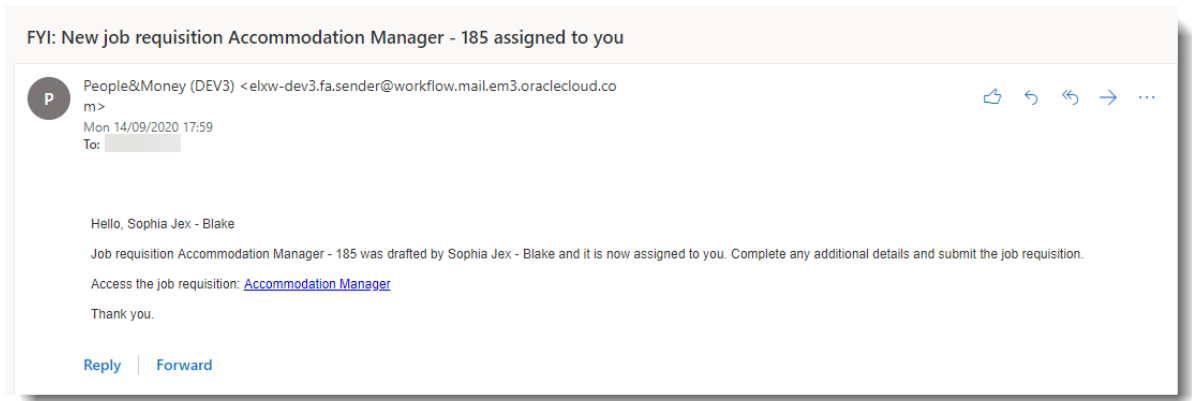 FYI: New job requisition Accommodation Manager - 185 assigned to you
P
People&Money (DEV3) <elxw-dev3.fa.sender@workflow.mail.em3.oraclecloud.co
m>
Mon 14/09/2020 17:59
To:
Hello, Sophia Jex - Blake
Job requisition Accommodation Manager - 185 was drafted by Sophia Jex - Blake and it is now assigned to you. Complete any additional details and submit the job requisition.
Access the job requisition: Accommodation Manager
Thank you.
Reply | Forward